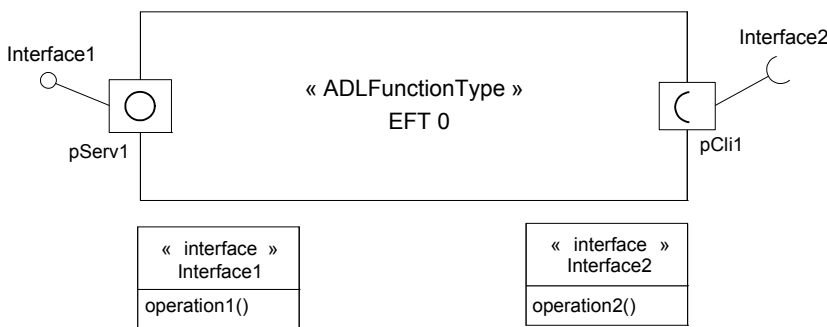 Interface1
Interface2
« ADLFunctionType »
EFT 0
pServ1
pCli1
« interface »
Interface1
operation1()
« interface »
Interface2
operation2()